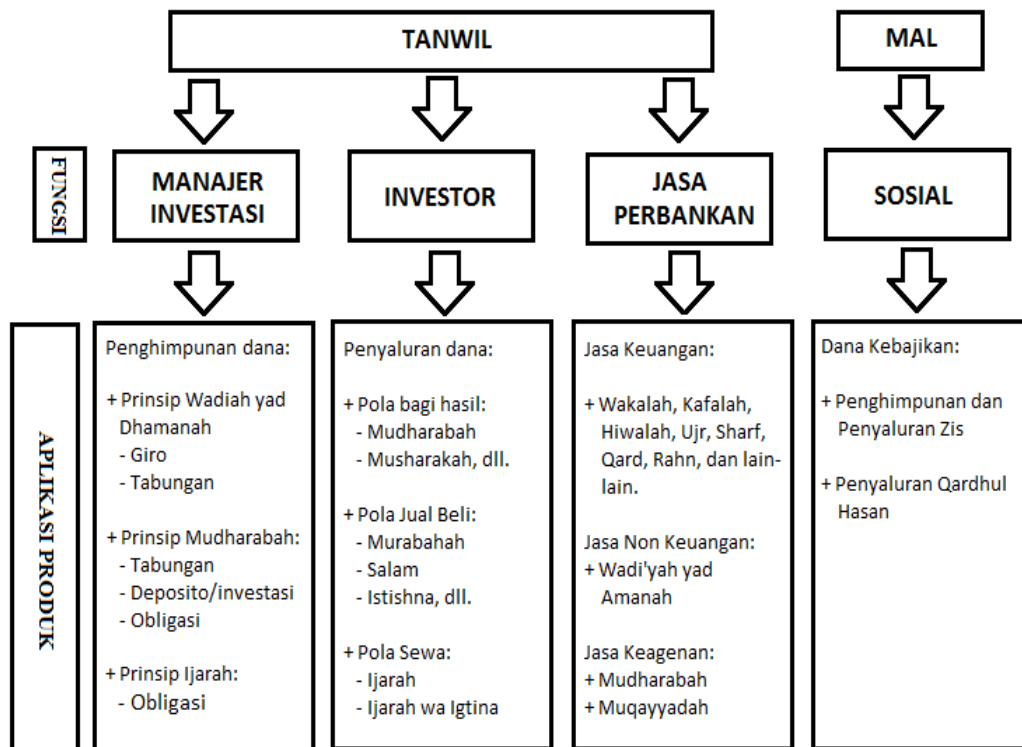 TANWIL
MAL
FUNGSI
MANAJER
INVESTASI
INVESTOR
JASA
PERBANKAN
SOSIAL
APLIKASI PRODUK
Penghimpunan dana:
+ Prinsip Wadiah yad
Dhamanah
- Giro
- Tabungan
+ Prinsip Mudharabah:
- Tabungan
- Deposito/investasi
- Obligasi
+ Prinsip Ijarah:
- Obligasi
Penyaluran dana:
+ Pola bagi hasil:
- Mudharabah
- Musharakah, dll.
+ Pola Jual Beli:
- Murabahah
- Salam
- Istishna, dll.
+ Pola Sewa:
- Ijarah
- Ijarah wa Igtina
Jasa Keuangan:
+ Wakalah, Kafalah,
Hiwalah, Ujr, Sharf,
Qard, Rahn, dan lain-
lain.
Jasa Non Keuangan:
+ Wadi'yah yad
Amanah
Jasa Keagenan:
+ Mudharabah
+ Muqayyadah
Dana Kebajikan:
+ Penghimpunan dan
Penyaluran Zis
+ Penyaluran Qardhul
Hasan